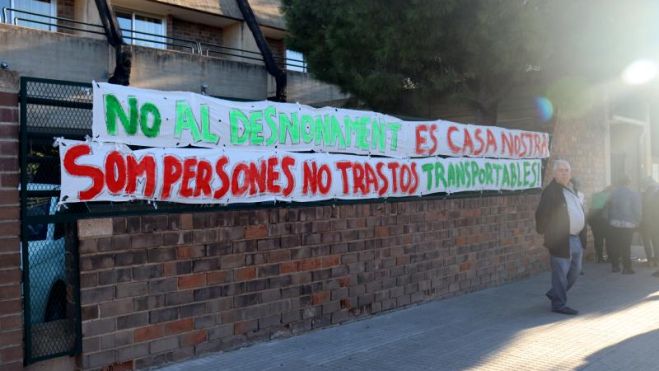 NO AL DESNONAMENT ES CASA NOSTRA
SOM PERSONES NO TRASTOS TRANSPORTABLES!